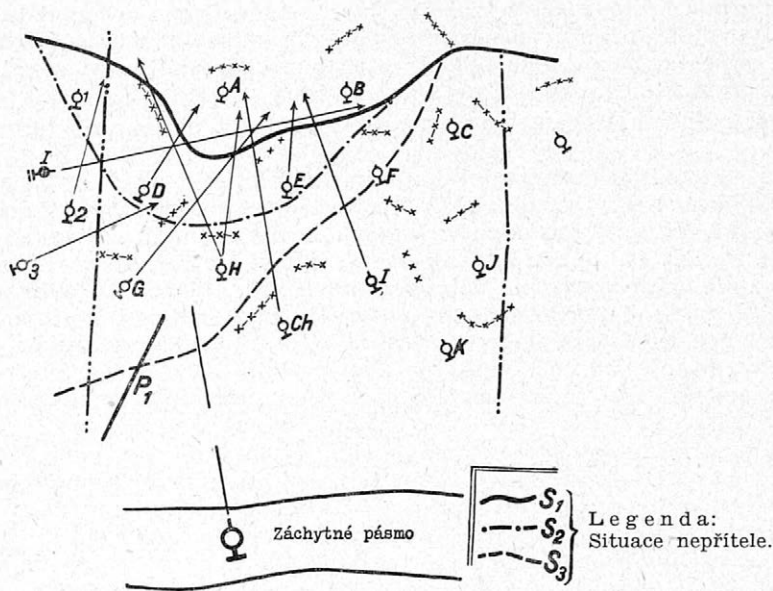 A
B
1
C
I
D
E
F
2
3
G
H
I
J
Ch
K
P₁
Záchytné pásmo
S₁
S₂
S₃
Legenda:
Situace nepřítele.